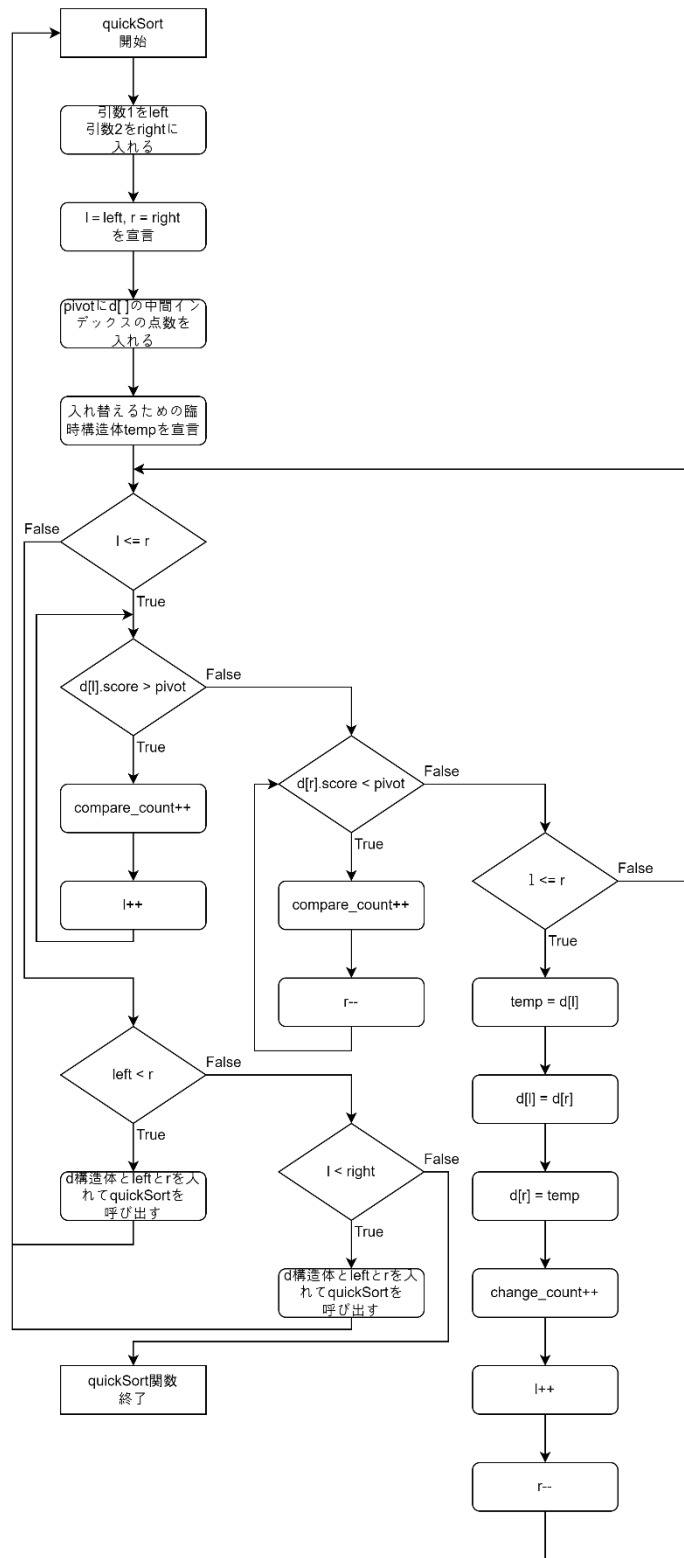 quickSort
開始
引数1をleft
引数2をrightに
入れる
l = left, r = right
を宣言
pivotにd[ ]の中間イン
デックスの点数を
入れる
入れ替えるための臨
時構造体tempを宣言
False
l <= r
True
d[l].score > pivot
False
True
compare_count++
l++
d[r].score < pivot
False
True
compare_count++
r--
l <= r
False
True
temp = d[l]
d[l] = d[r]
d[r] = temp
change_count++
l++
r--
left < r
False
True
d構造体とleftとrを入
れてquickSortを
呼び出す
l < right
False
True
d構造体とleftとrを入
れてquickSortを
呼び出す
quickSort関数
終了